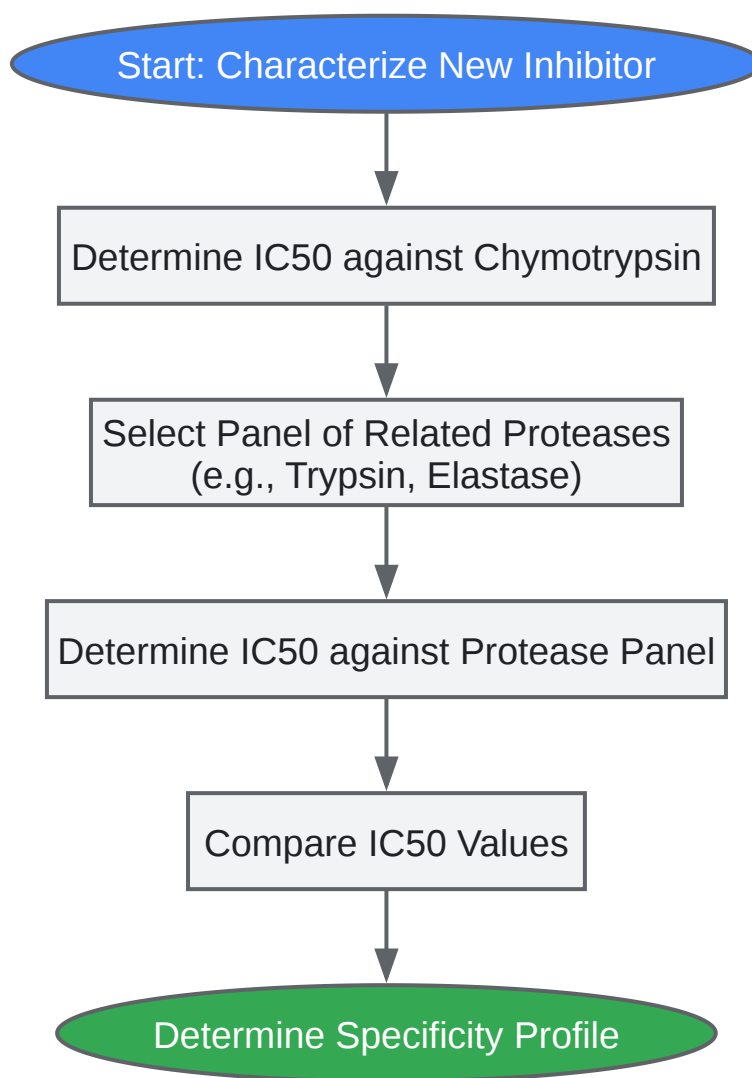 Start: Characterize New Inhibitor
Determine IC50 against Chymotrypsin
Select Panel of Related Proteases
(e.g., Trypsin, Elastase)
Determine IC50 against Protease Panel
Compare IC50 Values
Determine Specificity Profile